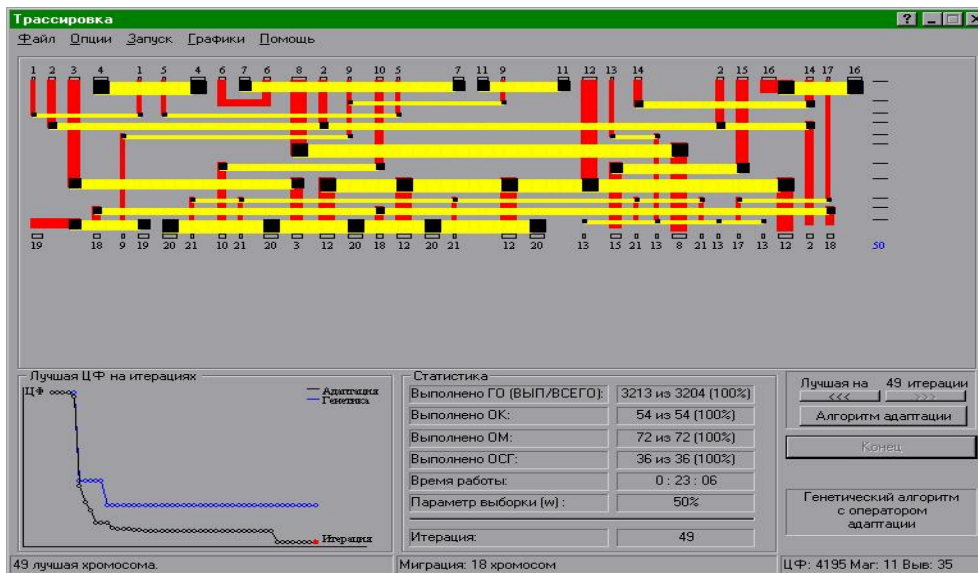 Трассировка
Файл Опции Запуск Графики Помощь
1 2 3 4 1 5 4 6 7 6 8 2 9 10 5 7 11 9 11 12 13 14 2 15 16 14 17 16
19 18 9 19 20 21 10 21 20 3 12 20 18 12 20 21 12 20 13 15 21 13 8 21 13 17 13 12 2 18 50
Лучшая ЦФ на итерациях
ЦФ
Адаптация
Генетика
Итерация
Статистика
Выполнено ГО (ВЫП/ВСЕГО): 3213 из 3204 (100%)
Выполнено ОК: 54 из 54 (100%)
Выполнено ОМ: 72 из 72 (100%)
Выполнено ОСГ: 36 из 36 (100%)
Время работы: 0 : 23 : 06
Параметр выборки (w) : 50%
Итерация: 49
Лучшая на 49 итерации
<<< >>>
Алгоритм адаптации
Конец
Генетический алгоритм
с оператором
адаптации
49 лучшая хромосома. Миграция: 18 хромосом ЦФ: 4195 Маг: 11 Выв: 35